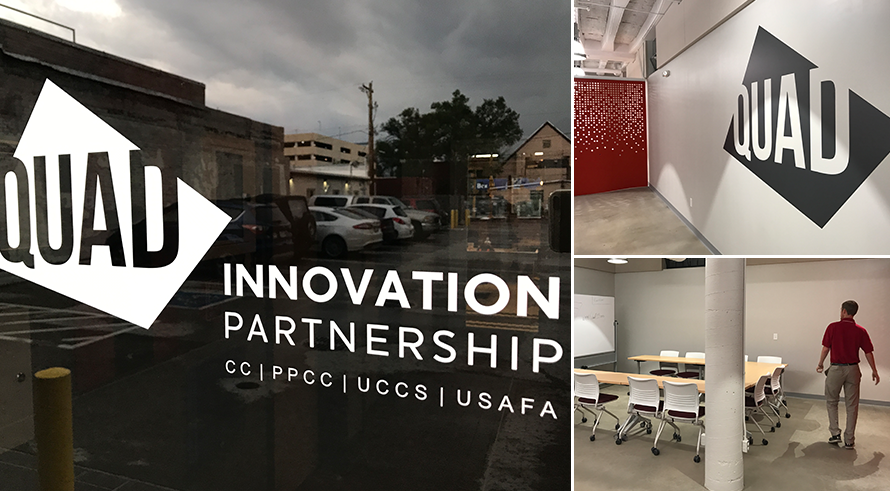 QUAD
INNOVATION
PARTNERSHIP
CC | PPCC | UCCS | USAFA
QUAD